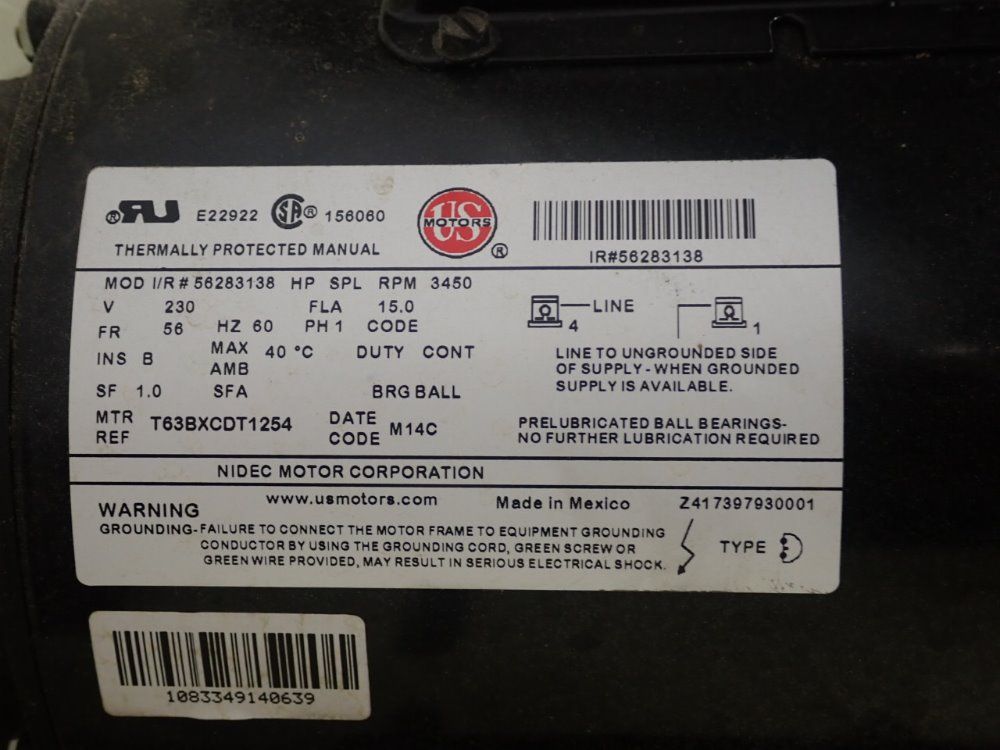 ® RU E22922 SA® 156060
US
MOTORS
®
THERMALLY PROTECTED MANUAL
IR#56283138
MOD I/R # 56283138 HP SPL RPM 3450
V 230 FLA 15.0
FR 56 HZ 60 PH 1 CODE
INS B MAX AMB 40 °C DUTY CONT
SF 1.0 SFA BRG BALL
MTR REF T63BXCDT1254 DATE CODE M14C
LINE
4 1
LINE TO UNGROUNDED SIDE
OF SUPPLY - WHEN GROUNDED
SUPPLY IS AVAILABLE.
PRELUBRICATED BALL BEARINGS-
NO FURTHER LUBRICATION REQUIRED
NIDEC MOTOR CORPORATION
www.usmotors.com Made in Mexico Z417397930001
WARNING
GROUNDING-FAILURE TO CONNECT THE MOTOR FRAME TO EQUIPMENT GROUNDING
CONDUCTOR BY USING THE GROUNDING CORD, GREEN SCREW OR
GREEN WIRE PROVIDED, MAY RESULT IN SERIOUS ELECTRICAL SHOCK.
TYPE
1083349140639